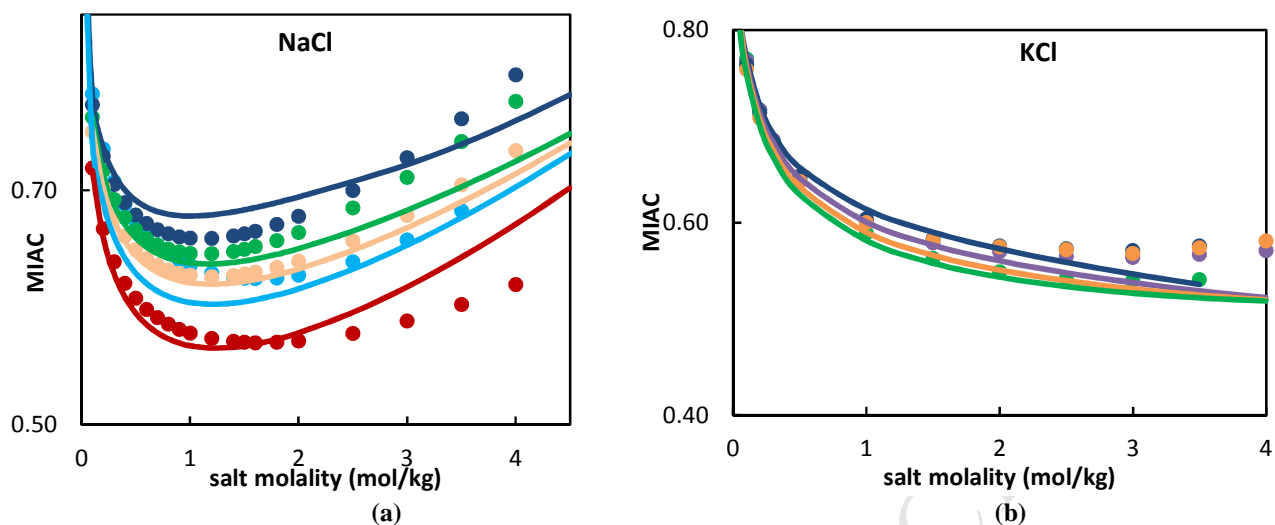 NaCl
MIAC
0.70
0.50
0
1
2
3
4
salt molality (mol/kg)
(a)
KCl
MIAC
0.80
0.60
0.40
0
1
2
3
4
salt molality (mol/kg)
(b)